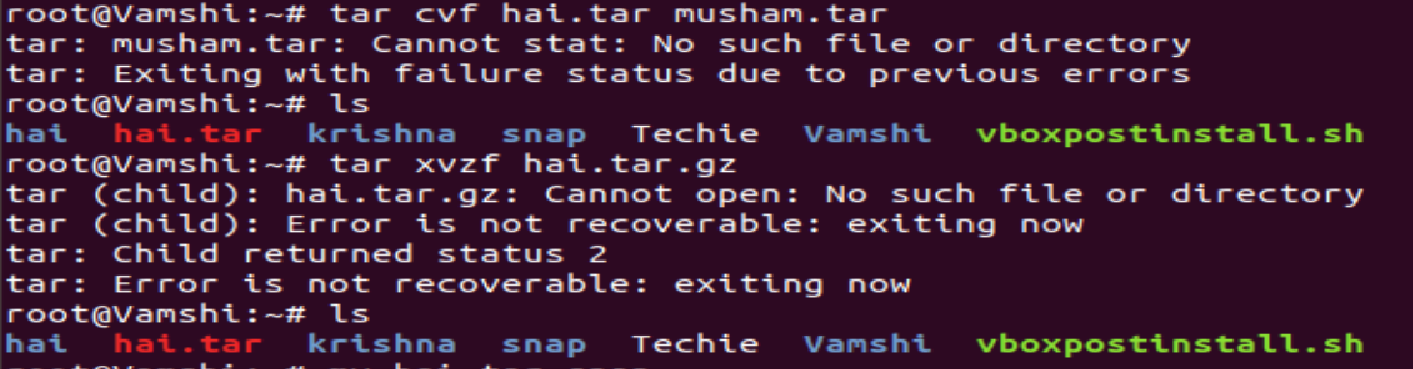 root@Vamshi:~# tar cvf hai.tar musham.tar
tar: musham.tar: Cannot stat: No such file or directory
tar: Exiting with failure status due to previous errors
root@Vamshi:~# ls
hai hai.tar krishna snap Techie Vamshi vboxpostinstall.sh
root@Vamshi:~# tar xvzf hai.tar.gz
tar (child): hai.tar.gz: Cannot open: No such file or directory
tar (child): Error is not recoverable: exiting now
tar: Child returned status 2
tar: Error is not recoverable: exiting now
root@Vamshi:~# ls
hai hai.tar krishna snap Techie Vamshi vboxpostinstall.sh